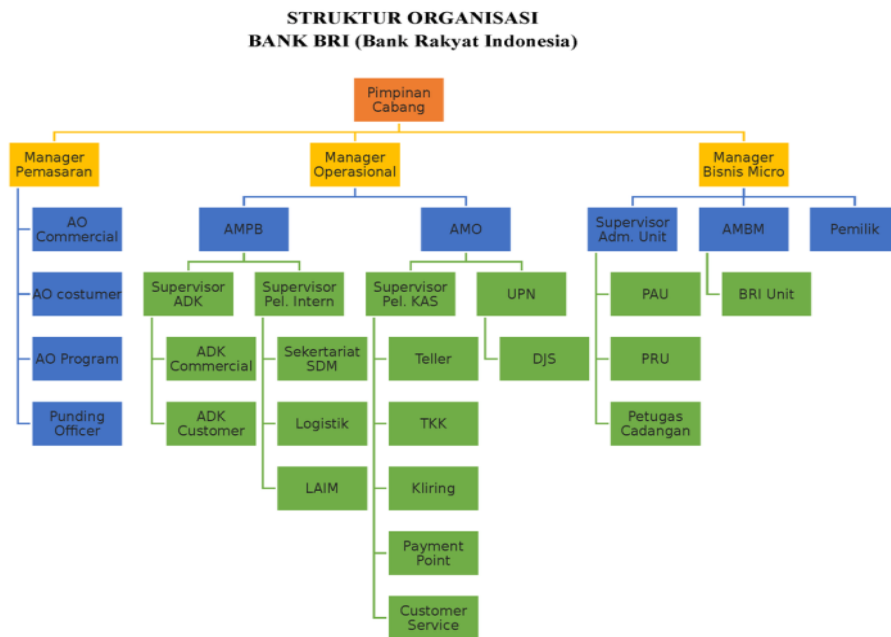 STRUKTUR ORGANISASI
BANK BRI (Bank Rakyat Indonesia)
Pimpinan
Cabang
Manager
Pemasaran
Manager
Operasional
Manager
Bisnis Micro
AO
Commercial
AMPB
AMO
Supervisor
Adm. Unit
AMBM
Pemilik
AO costumer
Supervisor
ADK
Supervisor
Pel. Intern
Supervisor
Pel. KAS
UPN
PAU
BRI Unit
AO Program
ADK
Commercial
Sekertariat
SDM
Teller
DJS
PRU
Punding
Officer
ADK
Customer
Logistik
TKK
Petugas
Cadangan
LAIM
Kliring
Payment
Point
Customer
Service